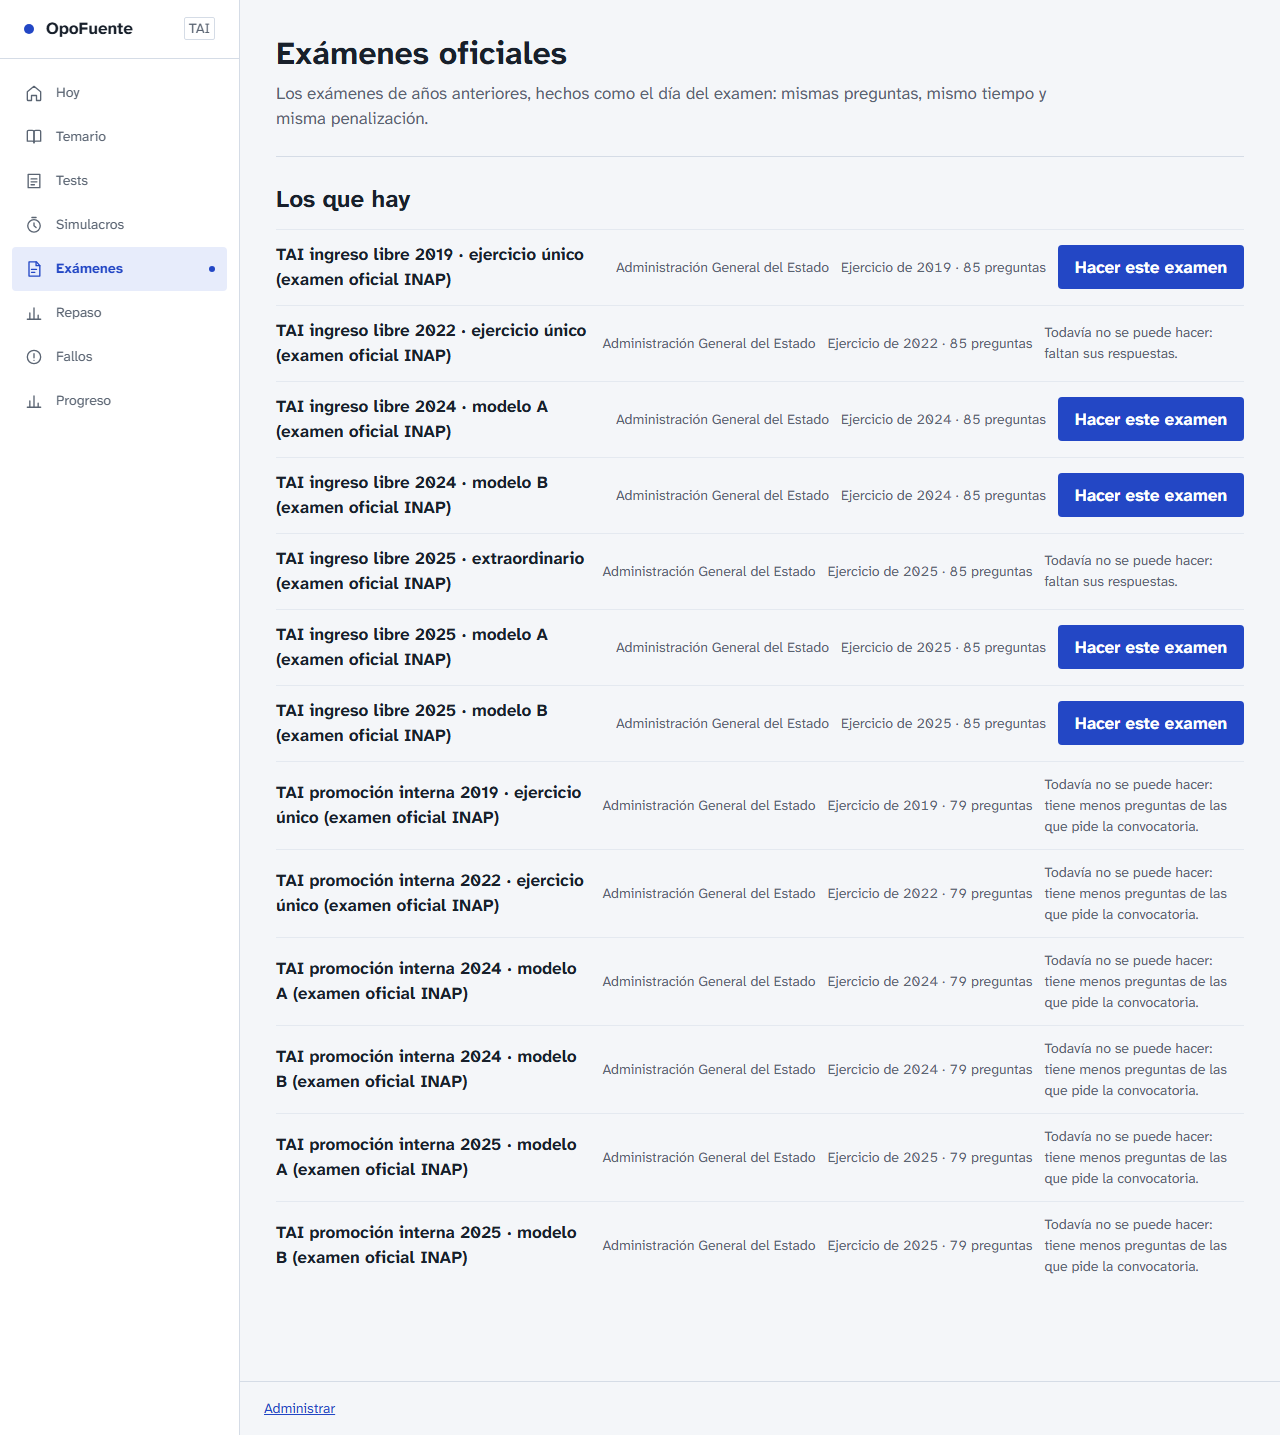 OpoFuente
TAI
Hoy
Temario
Tests
Simulacros
Exámenes
Repaso
Fallos
Progreso
Exámenes oficiales
Los exámenes de años anteriores, hechos como el día del examen: mismas preguntas, mismo tiempo y
misma penalización.
Los que hay
TAI ingreso libre 2019 · ejercicio único
(examen oficial INAP)
Administración General del Estado
Ejercicio de 2019 · 85 preguntas
Hacer este examen
TAI ingreso libre 2022 · ejercicio único
(examen oficial INAP)
Administración General del Estado
Ejercicio de 2022 · 85 preguntas
Todavía no se puede hacer:
faltan sus respuestas.
TAI ingreso libre 2024 · modelo A
(examen oficial INAP)
Administración General del Estado
Ejercicio de 2024 · 85 preguntas
Hacer este examen
TAI ingreso libre 2024 · modelo B
(examen oficial INAP)
Administración General del Estado
Ejercicio de 2024 · 85 preguntas
Hacer este examen
TAI ingreso libre 2025 · extraordinario
(examen oficial INAP)
Administración General del Estado
Ejercicio de 2025 · 85 preguntas
Todavía no se puede hacer:
faltan sus respuestas.
TAI ingreso libre 2025 · modelo A
(examen oficial INAP)
Administración General del Estado
Ejercicio de 2025 · 85 preguntas
Hacer este examen
TAI ingreso libre 2025 · modelo B
(examen oficial INAP)
Administración General del Estado
Ejercicio de 2025 · 85 preguntas
Hacer este examen
TAI promoción interna 2019 · ejercicio
único (examen oficial INAP)
Administración General del Estado
Ejercicio de 2019 · 79 preguntas
Todavía no se puede hacer:
tiene menos preguntas de las
que pide la convocatoria.
TAI promoción interna 2022 · ejercicio
único (examen oficial INAP)
Administración General del Estado
Ejercicio de 2022 · 79 preguntas
Todavía no se puede hacer:
tiene menos preguntas de las
que pide la convocatoria.
TAI promoción interna 2024 · modelo
A (examen oficial INAP)
Administración General del Estado
Ejercicio de 2024 · 79 preguntas
Todavía no se puede hacer:
tiene menos preguntas de las
que pide la convocatoria.
TAI promoción interna 2024 · modelo
B (examen oficial INAP)
Administración General del Estado
Ejercicio de 2024 · 79 preguntas
Todavía no se puede hacer:
tiene menos preguntas de las
que pide la convocatoria.
TAI promoción interna 2025 · modelo
A (examen oficial INAP)
Administración General del Estado
Ejercicio de 2025 · 79 preguntas
Todavía no se puede hacer:
tiene menos preguntas de las
que pide la convocatoria.
TAI promoción interna 2025 · modelo
B (examen oficial INAP)
Administración General del Estado
Ejercicio de 2025 · 79 preguntas
Todavía no se puede hacer:
tiene menos preguntas de las
que pide la convocatoria.
Administrar